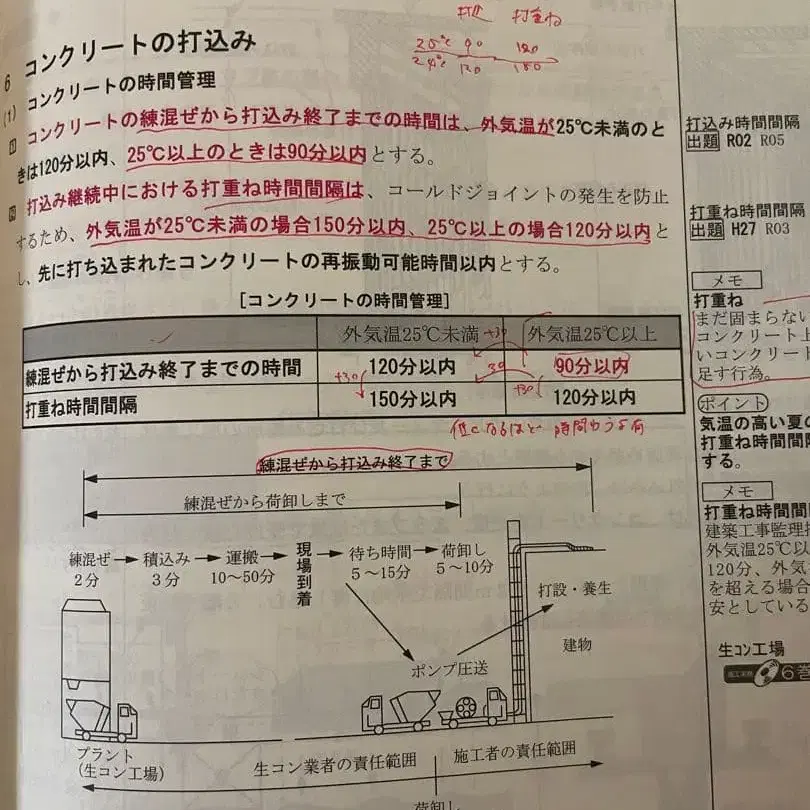 打込 打重ね
25℃ 90 120
24℃ 120 150
6 コンクリートの打込み
(1) コンクリートの時間管理
1 コンクリートの練混ぜから打込み終了までの時間は、外気温が25℃未満のと
きは120分以内、25℃以上のときは90分以内とする。
2 打込み継続中における打重ね時間間隔は、コールドジョイントの発生を防止
するため、外気温が25℃未満の場合150分以内、25℃以上の場合120分以内と
し、先に打ち込まれたコンクリートの再振動可能時間以内とする。
[コンクリートの時間管理]
外気温25℃未満 +30 外気温25℃以上
練混ぜから打込み終了までの時間 120分以内 30 90分以内
+30 +30
打重ね時間間隔 150分以内 120分以内
練混ぜから打込み終了まで
練混ぜから荷卸しまで
練混ぜ 積込み 運搬 現場到着 待ち時間 荷卸し
2分 3分 10～50分 5～15分 5～10分
打設・養生
建物
ポンプ圧送
プラント
(生コン工場)
生コン業者の責任範囲 施工者の責任範囲
荷卸し
打込み時間間隔
出題 R02 R05
打重ね時間間隔
出題 H27 R03
メモ
打重ね
まだ固まらない
コンクリート上
いコンクリート
足す行為。
ポイント
気温の高い夏の
打重ね時間間隔
する。
メモ
打重ね時間間
建築工事監理指
外気温25℃以
120分、外気
を超える場合
安としている
生コン工場
施工実務 6巻